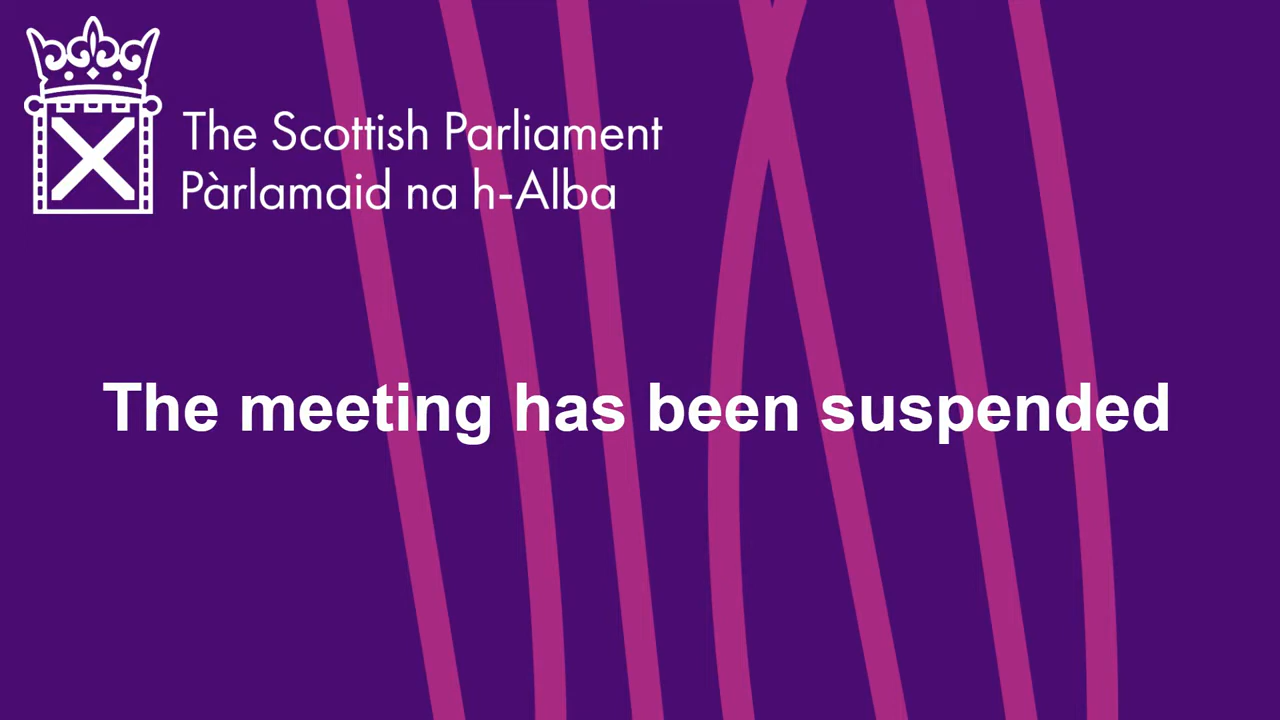 The Scottish Parliament
Pàrlamaid na h-Alba
The meeting has been suspended